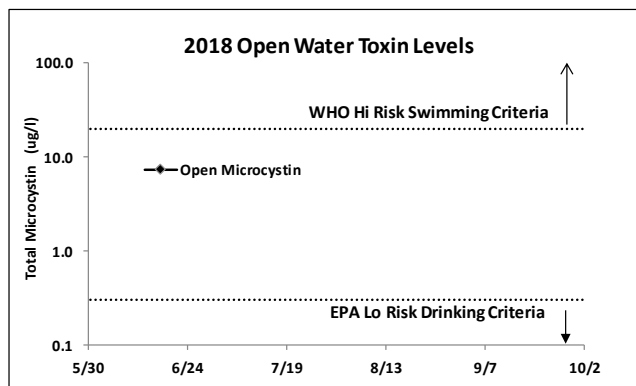 2018 Open Water Toxin Levels
Total Microcystin (ug/l)
100.0
10.0
1.0
0.1
WHO Hi Risk Swimming Criteria
Open Microcystin
EPA Lo Risk Drinking Criteria
5/30 6/24 7/19 8/13 9/7 10/2